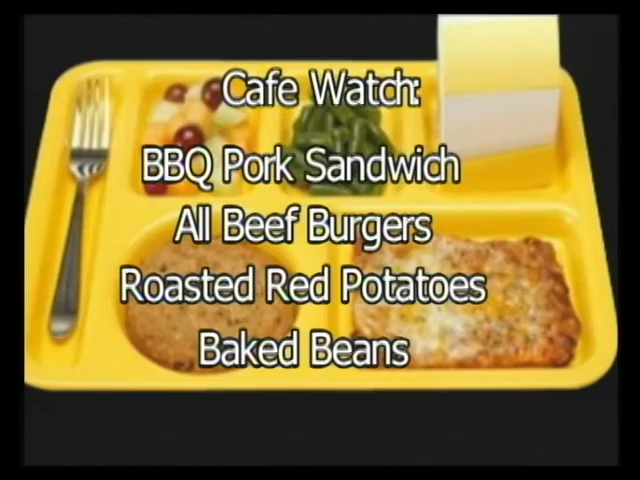 Cafe Watch:
BBQ Pork Sandwich
All Beef Burgers
Roasted Red Potatoes
Baked Beans